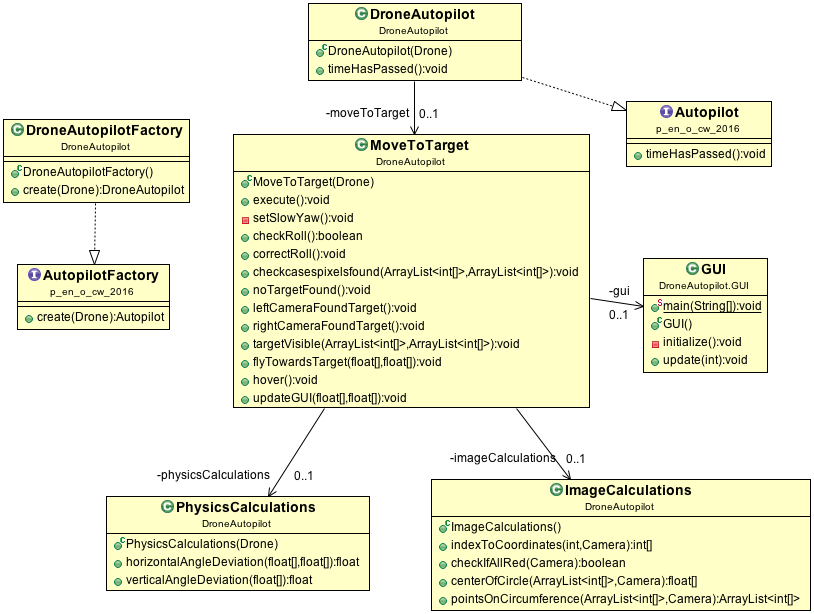 DroneAutopilot
DroneAutopilot
DroneAutopilot(Drone)
timeHasPassed():void
-moveToTarget 0..1
Autopilot
p_en_o_cw_2016
timeHasPassed():void
DroneAutopilotFactory
DroneAutopilot
DroneAutopilotFactory()
create(Drone):DroneAutopilot
AutopilotFactory
p_en_o_cw_2016
create(Drone):Autopilot
MoveToTarget
DroneAutopilot
MoveToTarget(Drone)
execute():void
setSlowYaw():void
checkRoll():boolean
correctRoll():void
checkcasespixelsfound(ArrayList<int[]>,ArrayList<int[]>):void
noTargetFound():void
leftCameraFoundTarget():void
rightCameraFoundTarget():void
targetVisible(ArrayList<int[]>,ArrayList<int[]>):void
flyTowardsTarget(float[],float[]):void
hover():void
updateGUI(float[],float[]):void
-gui
0..1
GUI
DroneAutopilot.GUI
main(String[]):void
GUI()
initialize():void
update(int):void
-physicsCalculations 0..1
PhysicsCalculations
DroneAutopilot
PhysicsCalculations(Drone)
horizontalAngleDeviation(float[],float[]):float
verticalAngleDeviation(float[]):float
-imageCalculations 0..1
ImageCalculations
DroneAutopilot
ImageCalculations()
indexToCoordinates(int,Camera):int[]
checkIfAllRed(Camera):boolean
centerOfCircle(ArrayList<int[]>,Camera):float[]
pointsOnCircumference(ArrayList<int[]>,Camera):ArrayList<int[]>